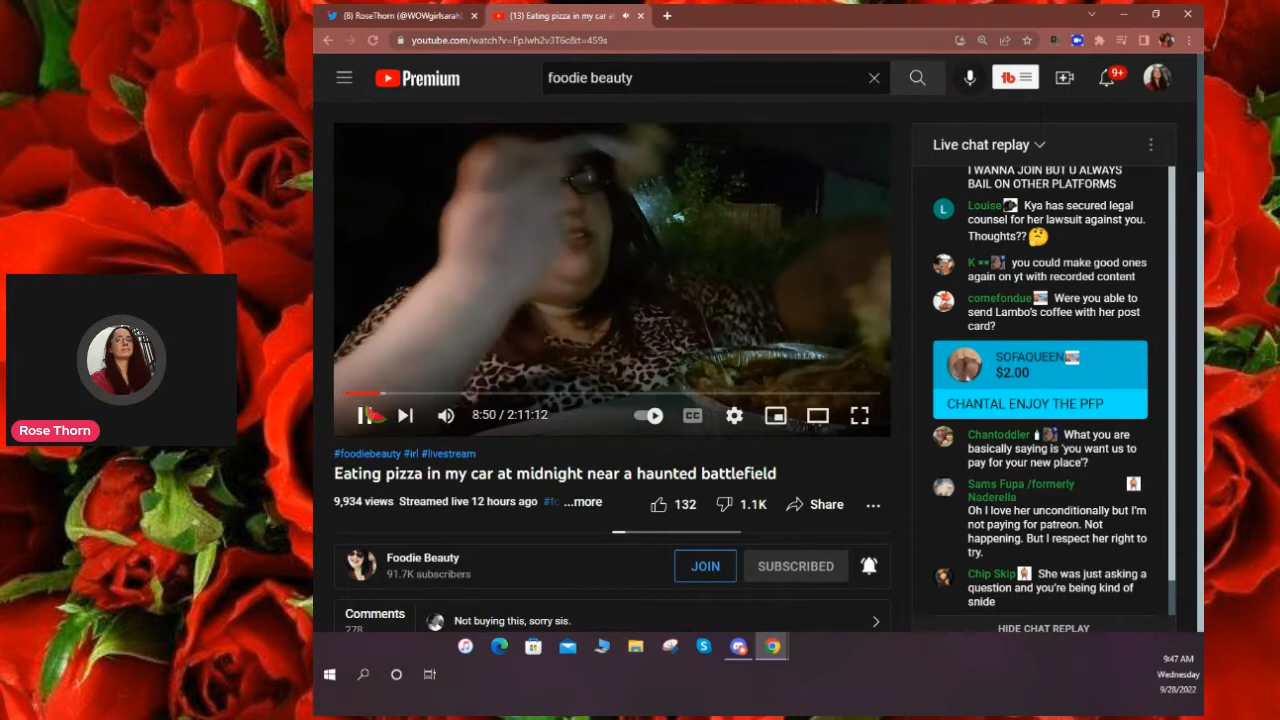 (8) RoseThorn (@WOWgirlsarah
(13) Eating pizza in my car at
youtube.com/watch?v=FpJwh2v3T6c&t=459s
Premium
foodie beauty
9+
Live chat replay
I WANNA JOIN BUT U ALWAYS
BAIL ON OTHER PLATFORMS
L
Louise Kya has secured legal
counsel for her lawsuit against you.
Thoughts??
K you could make good ones
again on yt with recorded content
comefondue Were you able to
send Lambo's coffee with her post
card?
SOFAQUEEN
$2.00
CHANTAL ENJOY THE PFP
Chantoddler What you are
basically saying is 'you want us to
pay for your new place'?
Sams Fupa /formerly
Naderella
Oh I love her unconditionally but I'm
not paying for patreon. Not
happening. But I respect her right to
try.
Chip Skip She was just asking a
question and you're being kind of
snide
HIDE CHAT REPLAY
8:50 / 2:11:12
CC
#foodiebeauty #irl #livestream
Eating pizza in my car at midnight near a haunted battlefield
9,934 views Streamed live 12 hours ago #fo ...more
132
1.1K
Share
Foodie Beauty
91.7K subscribers
JOIN
SUBSCRIBED
Comments
278
Not buying this, sorry sis.
Rose Thorn
9:47 AM
Wednesday
9/28/2022